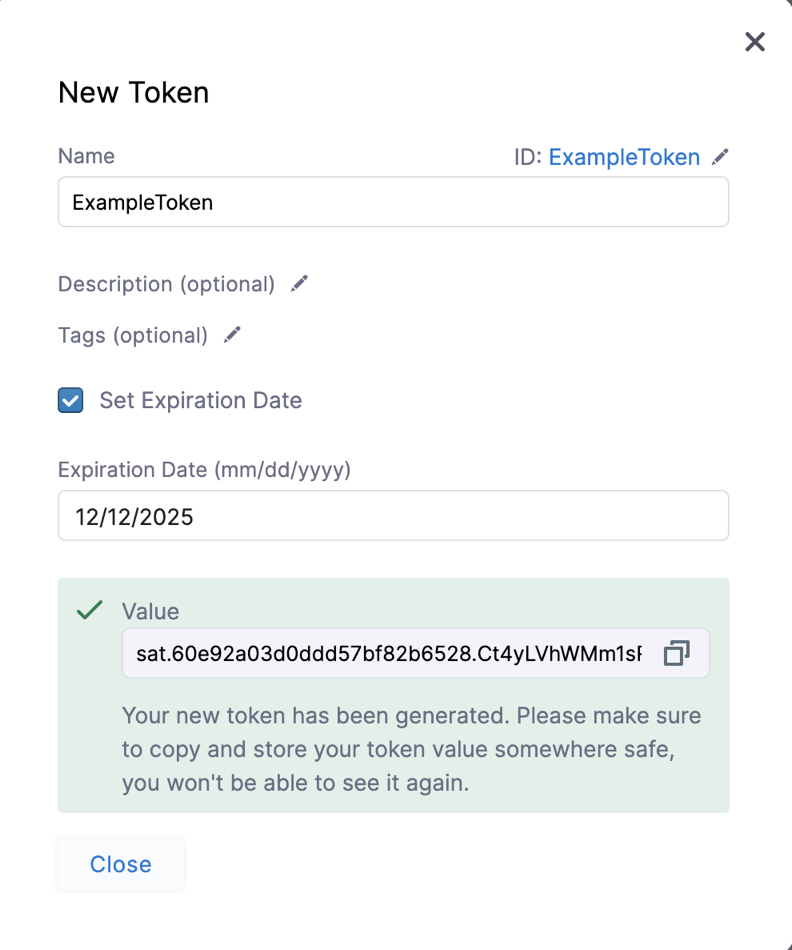 New Token
Name
ID: ExampleToken
ExampleToken
Description (optional)
Tags (optional)
Set Expiration Date
Expiration Date (mm/dd/yyyy)
12/12/2025
Value
sat.60e92a03d0ddd57bf82b6528.Ct4yLVhWMm1sF
Your new token has been generated. Please make sure
to copy and store your token value somewhere safe,
you won't be able to see it again.
Close